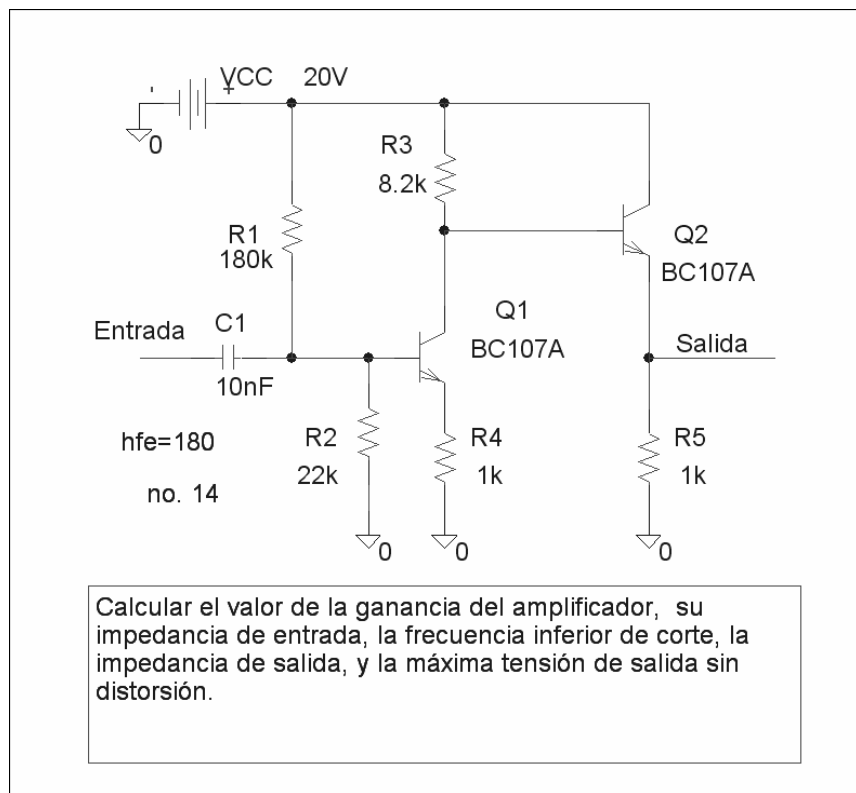 VCC 20V
0
R3
8.2k
R1
180k
Q2
BC107A
Entrada
C1
10nF
Q1
BC107A
Salida
hfe=180
no. 14
R2
22k
R4
1k
R5
1k
0
0
0
Calcular el valor de la ganancia del amplificador, su
impedancia de entrada, la frecuencia inferior de corte, la
impedancia de salida, y la máxima tensión de salida sin
distorsión.